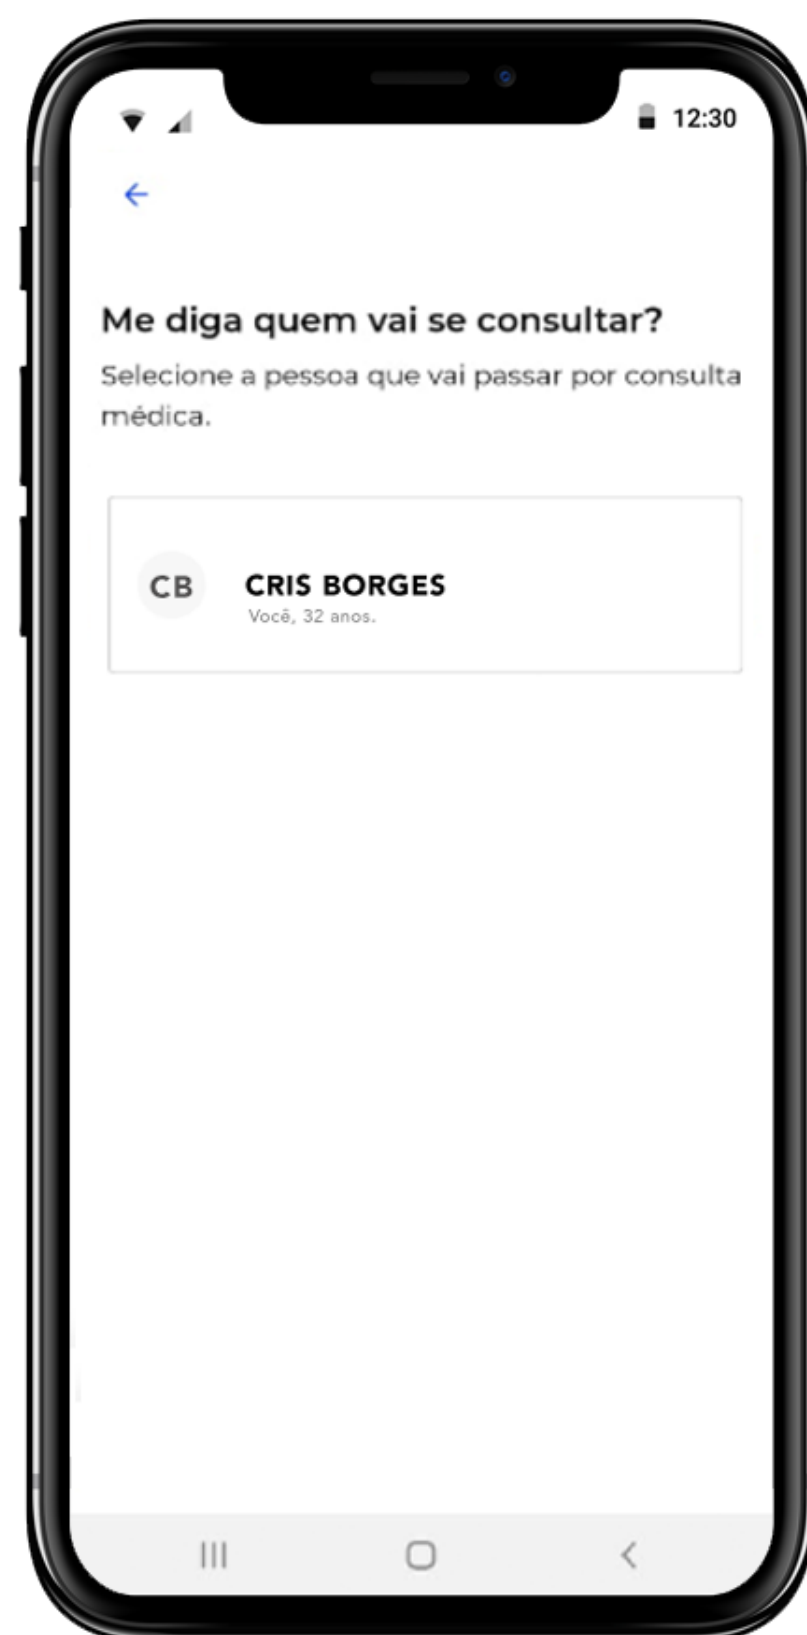 12:30
Me diga quem vai se consultar?
Selecione a pessoa que vai passar por consulta
médica.
CB
CRIS BORGES
Você, 32 anos.